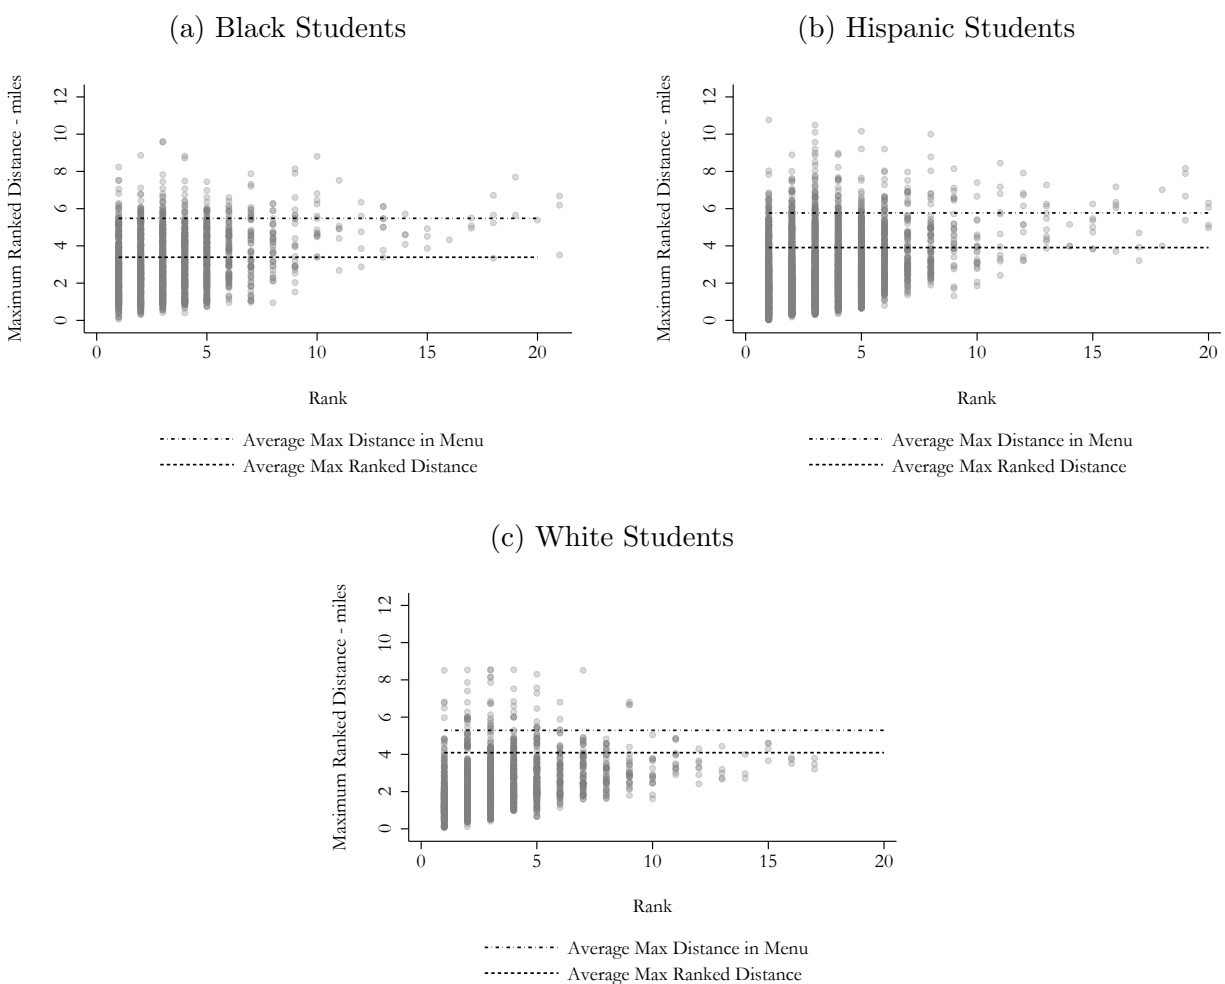 (a) Black Students
Maximum Ranked Distance - miles
12
10
8
6
4
2
0
0 5 10 15 20
Rank
Average Max Distance in Menu
Average Max Ranked Distance
(b) Hispanic Students
Maximum Ranked Distance - miles
12
10
8
6
4
2
0
0 5 10 15 20
Rank
Average Max Distance in Menu
Average Max Ranked Distance
(c) White Students
Maximum Ranked Distance - miles
12
10
8
6
4
2
0
0 5 10 15 20
Rank
Average Max Distance in Menu
Average Max Ranked Distance